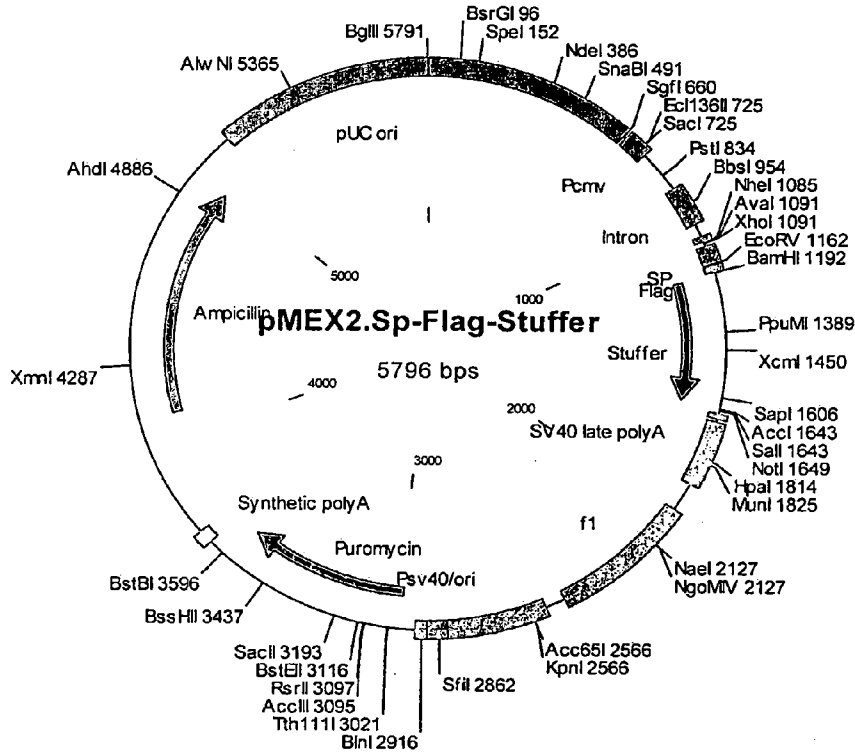 BsrGI 96
BglII 5791
SpeI 152
AlwNI 5365
NdeI 386
SnaBI 491
SgfI 660
Ecl136II 725
SacI 725
pUC ori
PstI 834
AhdI 4886
BbsI 954
Pcmv
NheI 1085
AvaI 1091
XhoI 1091
Intron
EcoRV 1162
BamHI 1192
5000
SP
1000
Flag
Ampicillin
pMEX2.Sp-Flag-Stuffer
PpuMI 1389
Stuffer
XcmI 1450
XmnI 4287
5796 bps
4000
2000
SapI 1606
SV40 late polyA
AccI 1643
SalI 1643
3000
NotI 1649
HpaI 1814
Synthetic polyA
MunI 1825
f1
Puromycin
Psv40/ori
NaeI 2127
BstBI 3596
NgoMIV 2127
BssHII 3437
SacII 3193
Acc65I 2566
BstEII 3116
KpnI 2566
RsrII 3097
SfiI 2862
AccIII 3095
Tth111I 3021
BlnI 2916